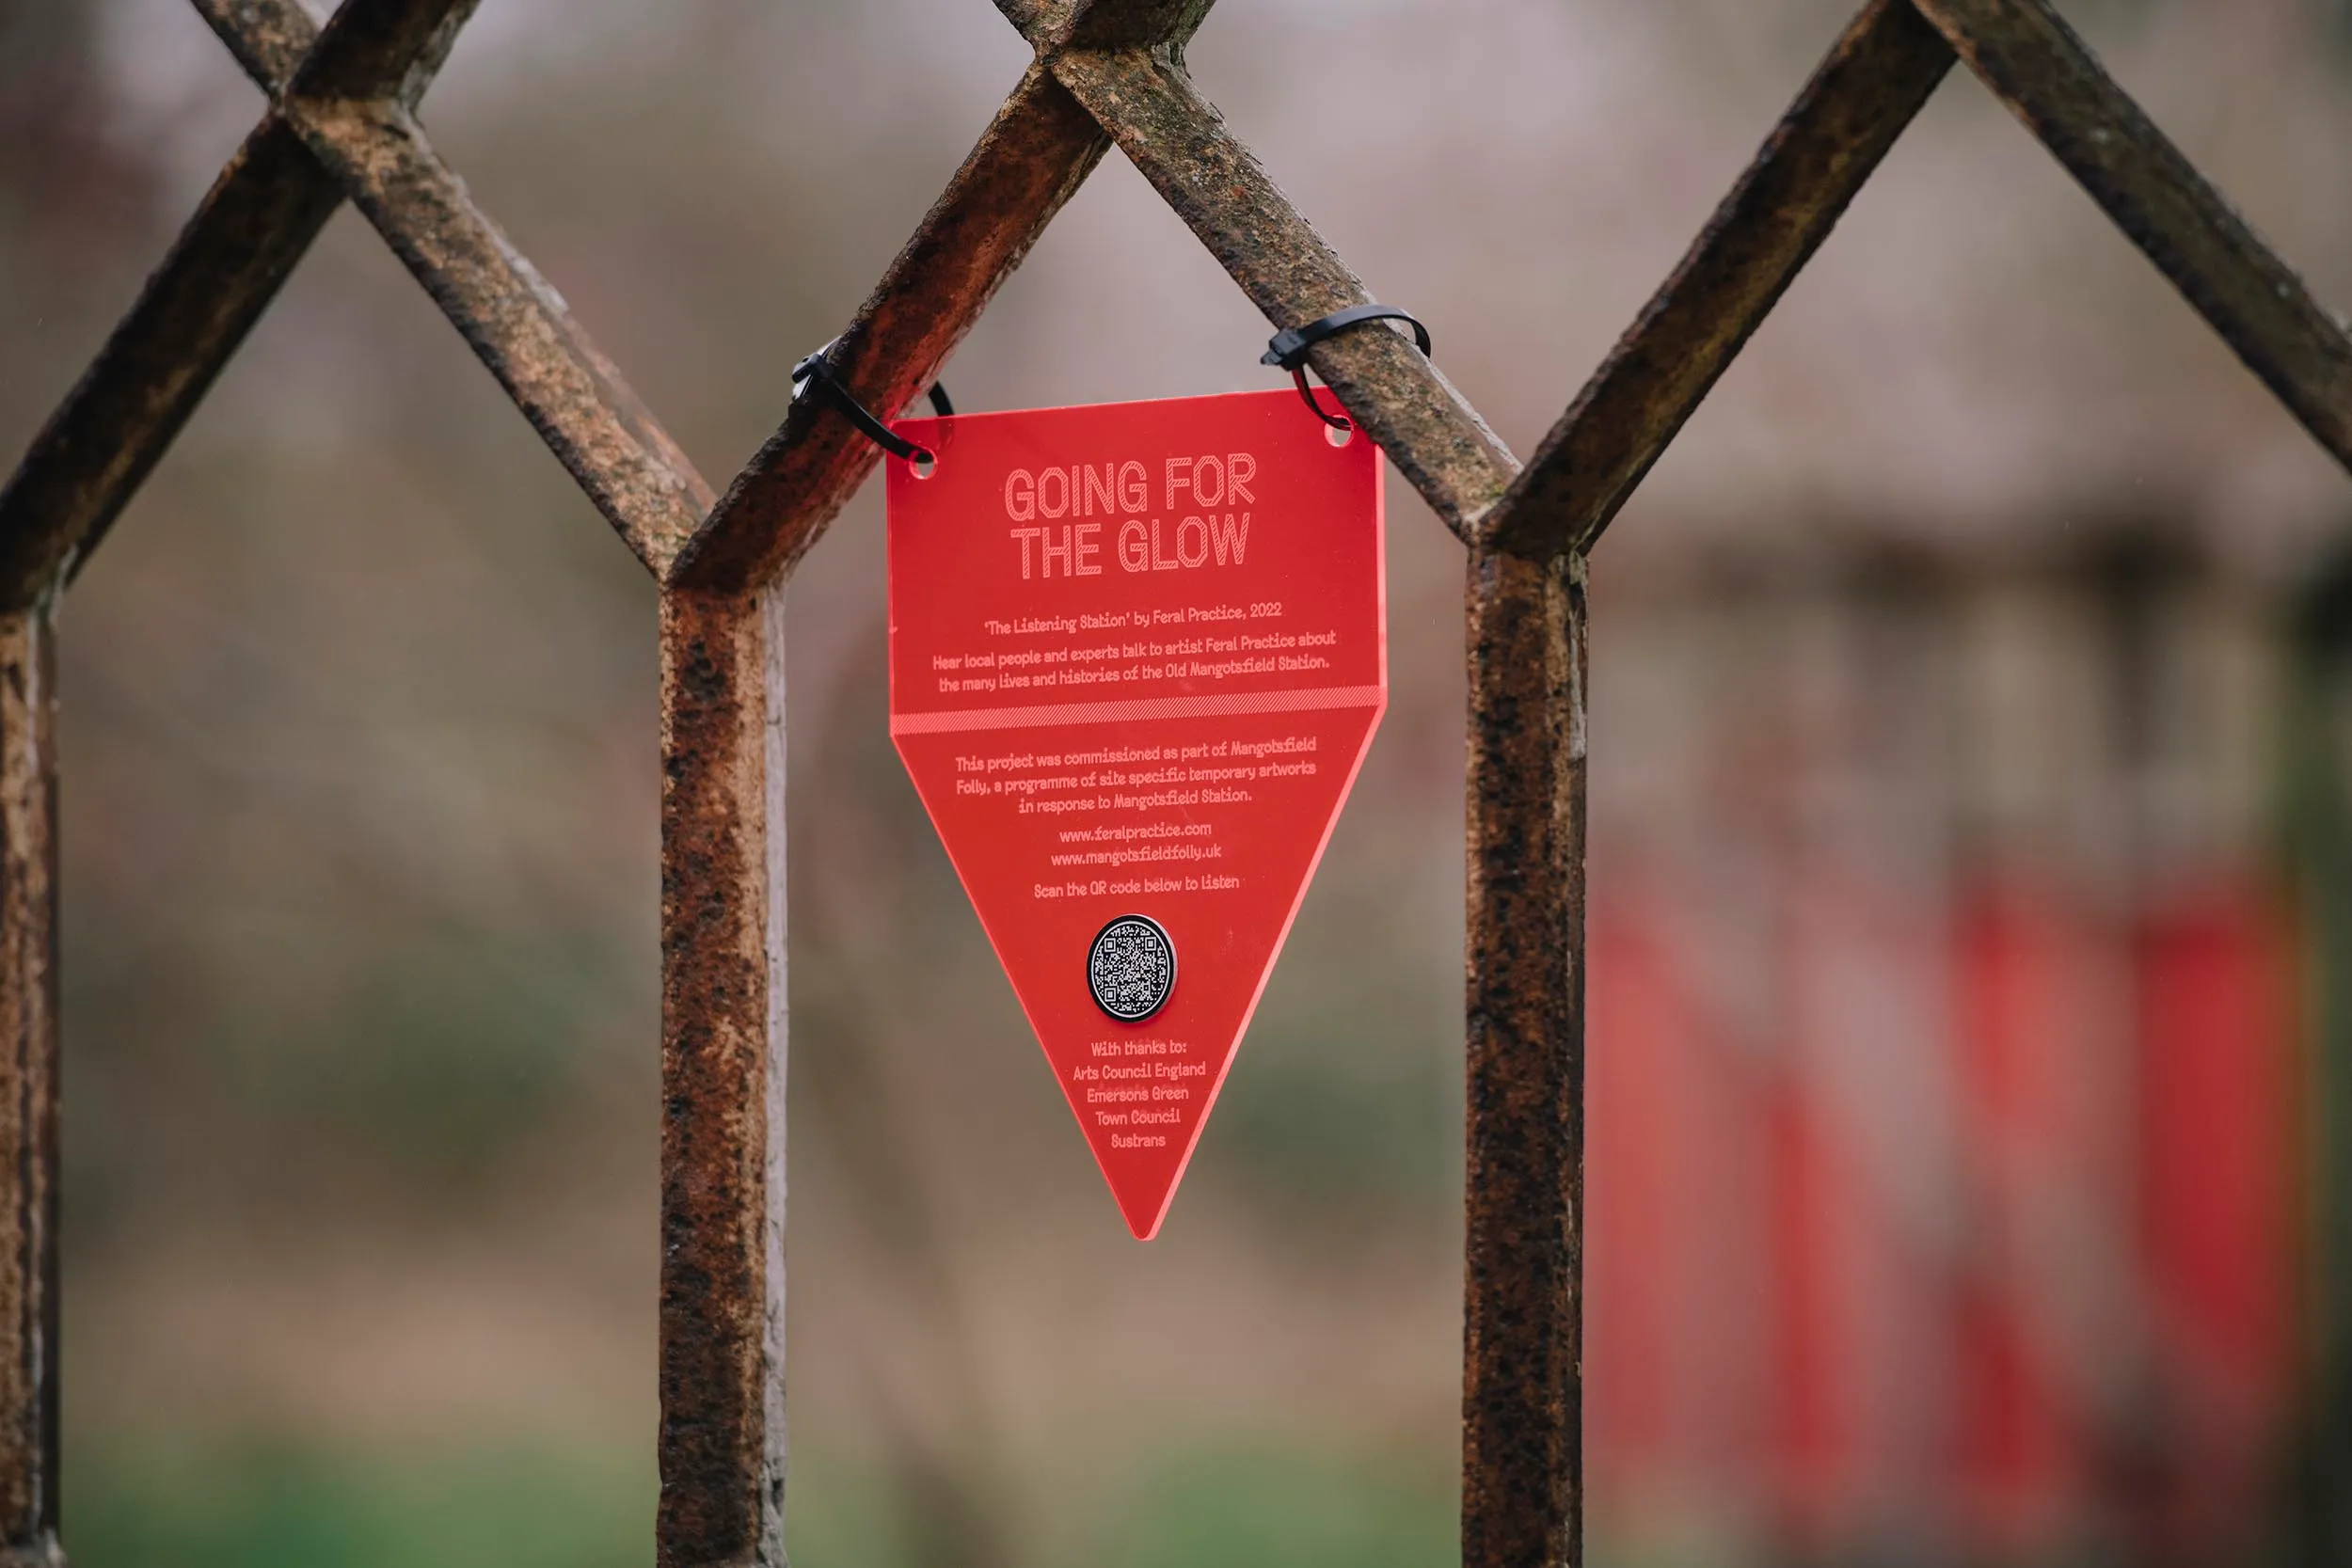 GOING FOR
THE GLOW
'The Listening Station' by Feral Practice, 2022
Hear local people and experts talk to artist Feral Practice about
the many lives and histories of the Old Mangotsfield Station.
This project was commissioned as part of Mangotsfield
Folly, a programme of site specific temporary artworks
in response to Mangotsfield Station.
www.feralpractice.com
www.mangotsfieldfolly.uk
Scan the QR code below to listen
With thanks to:
Arts Council England
Emersons Green
Town Council
Sustrans